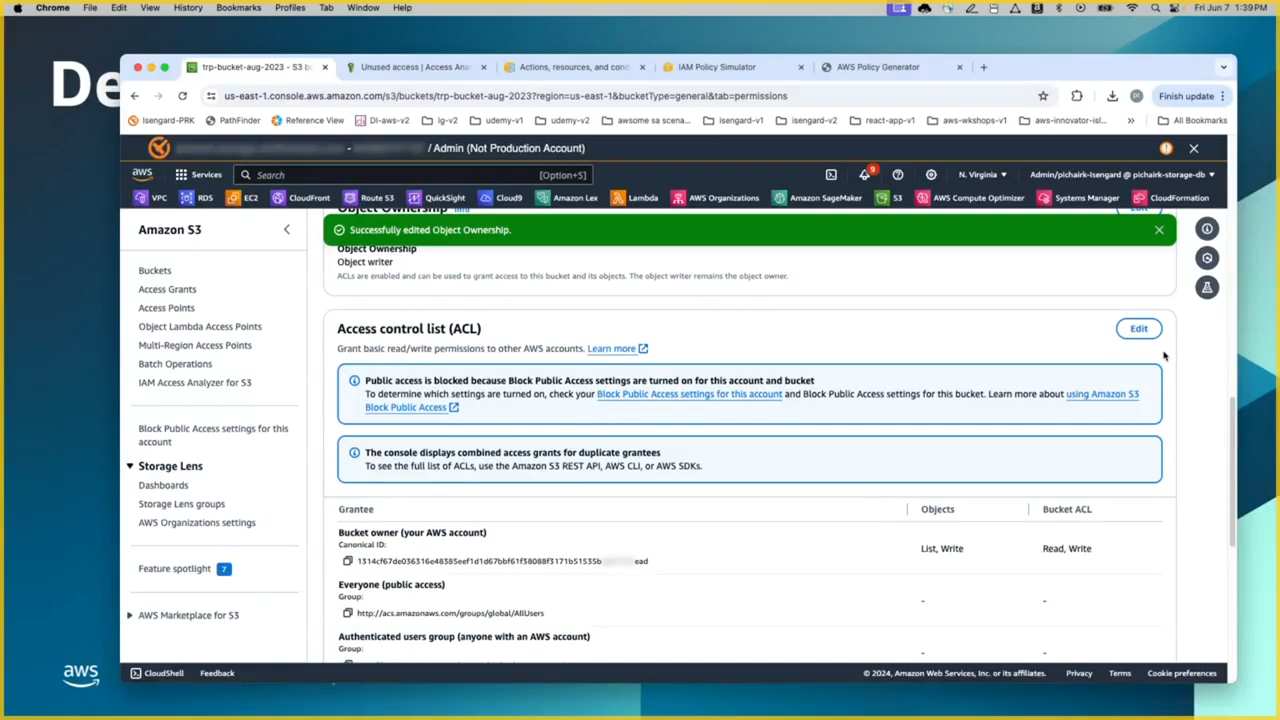 Chrome File Edit View History Bookmarks Profiles Tab Window Help Fri Jun 7 1:39PM
De
trp-bucket-aug-2023 - S3 b Unused access | Access Ana Actions, resources, and cond IAM Policy Simulator AWS Policy Generator
us-east-1.console.aws.amazon.com/s3/buckets/trp-bucket-aug-2023?region=us-east-1&bucketType=general&tab=permissions Finish update
Isengard-PRK PathFinder Reference View DI-aws-v2 ig-v2 udemy-v1 udemy-v2 awsome sa scena... isengard-v1 isengard-v2 react-app-v1 aws-wkshops-v1 aws-innovator-isl... » All Bookmarks
/ Admin (Not Production Account)
aws Services Search [Option+S] 9 N. Virginia Admin/pichairk-Isengard @ pichairk-storage-db
VPC RDS EC2 CloudFront Route 53 QuickSight Cloud9 Amazon Lex Lambda AWS Organizations Amazon SageMaker S3 AWS Compute Optimizer Systems Manager CloudFormation
Amazon S3
Buckets
Access Grants
Access Points
Object Lambda Access Points
Multi-Region Access Points
Batch Operations
IAM Access Analyzer for S3
Block Public Access settings for this
account
Storage Lens
Dashboards
Storage Lens groups
AWS Organizations settings
Feature spotlight 7
AWS Marketplace for S3
Object Ownership Info Edit
Successfully edited Object Ownership.
Object Ownership
Object writer
ACLs are enabled and can be used to grant access to this bucket and its objects. The object writer remains the object owner.
Access control list (ACL) Edit
Grant basic read/write permissions to other AWS accounts. Learn more
Public access is blocked because Block Public Access settings are turned on for this account and bucket
To determine which settings are turned on, check your Block Public Access settings for this account and Block Public Access settings for this bucket. Learn more about using Amazon S3
Block Public Access
The console displays combined access grants for duplicate grantees
To see the full list of ACLs, use the Amazon S3 REST API, AWS CLI, or AWS SDKs.
Grantee Objects Bucket ACL
Bucket owner (your AWS account)
Canonical ID:
List, Write Read, Write
ead
Everyone (public access)
Group:
- -
http://acs.amazonaws.com/groups/global/AllUsers
Authenticated users group (anyone with an AWS account)
Group:
- -
CloudShell Feedback © 2024, Amazon Web Services, Inc. or its affiliates. Privacy Terms Cookie preferences
aws